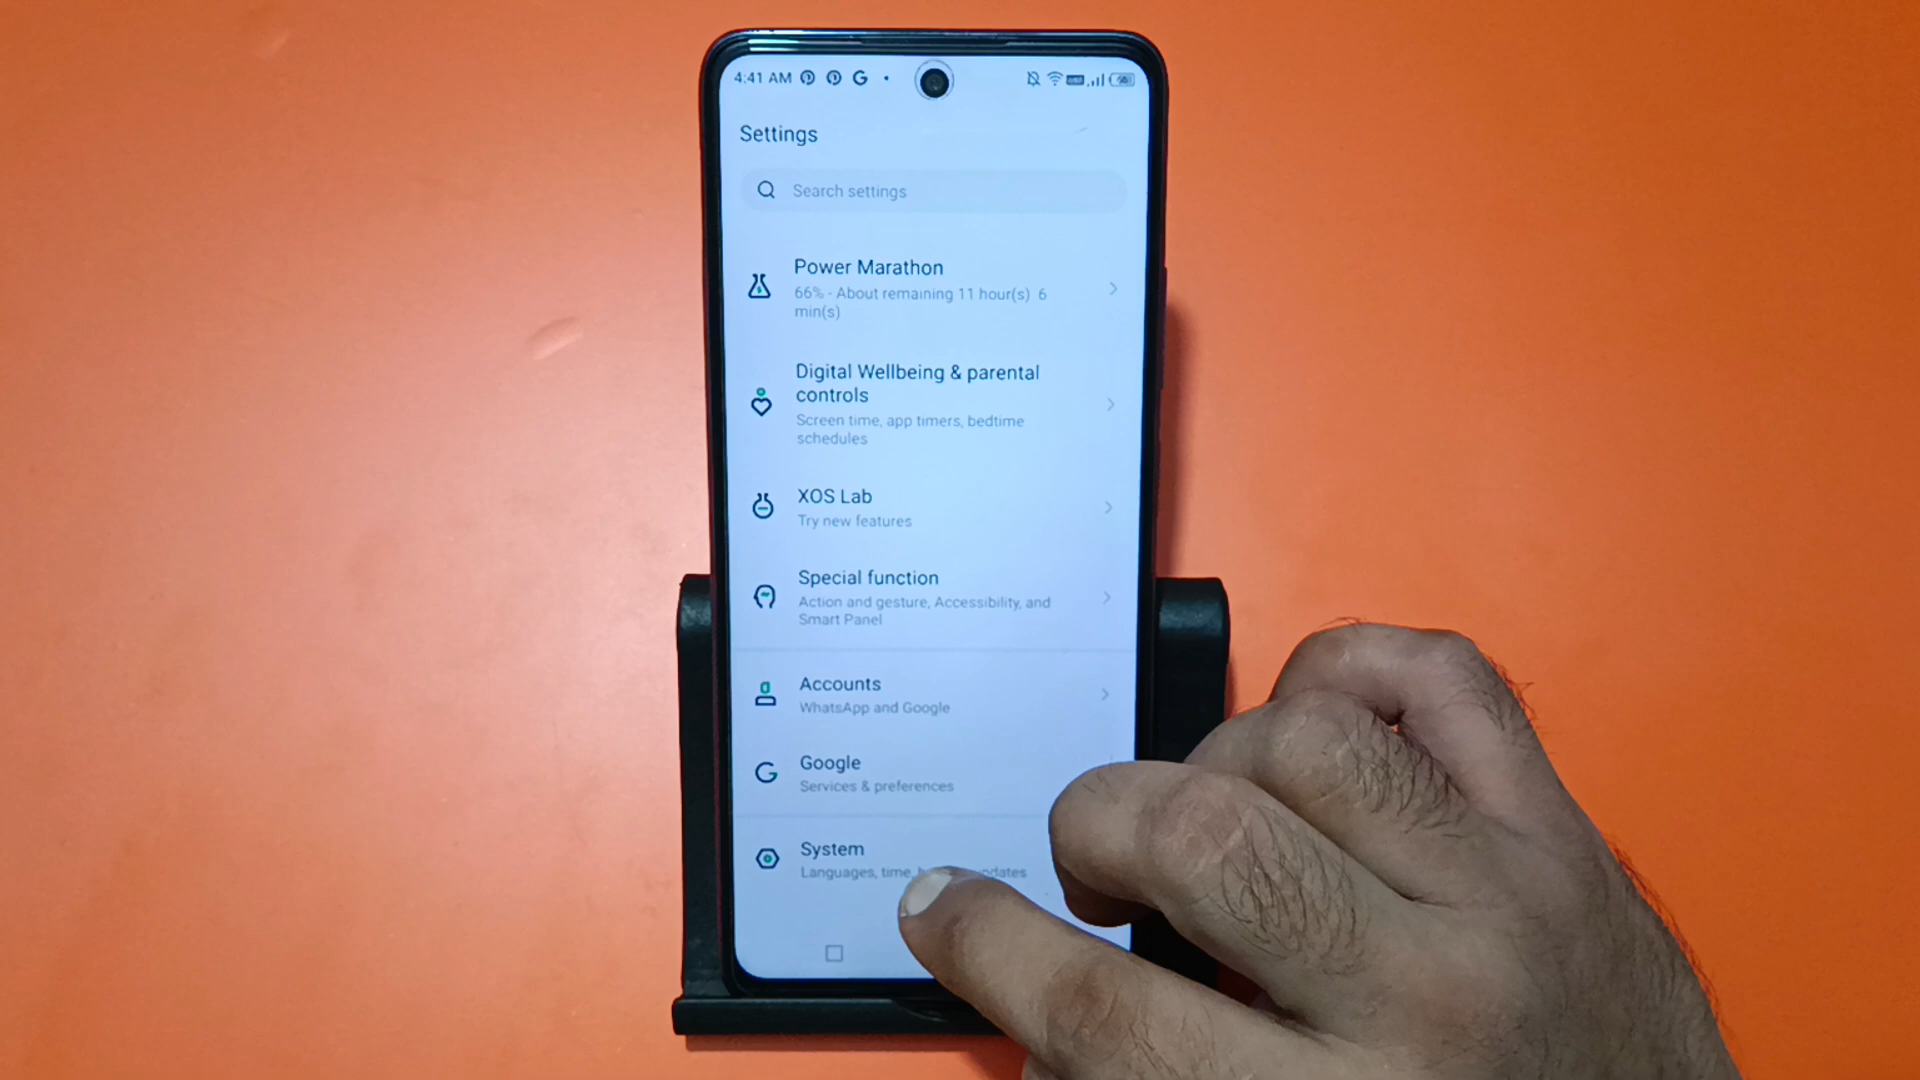 4:41 AM
Settings
Search settings
Power Marathon
66% - About remaining 11 hour(s) 6
min(s)
Digital Wellbeing & parental
controls
Screen time, app timers, bedtime
schedules
XOS Lab
Try new features
Special function
Action and gesture, Accessibility, and
Smart Panel
Accounts
WhatsApp and Google
Google
Services & preferences
System
Languages, time,